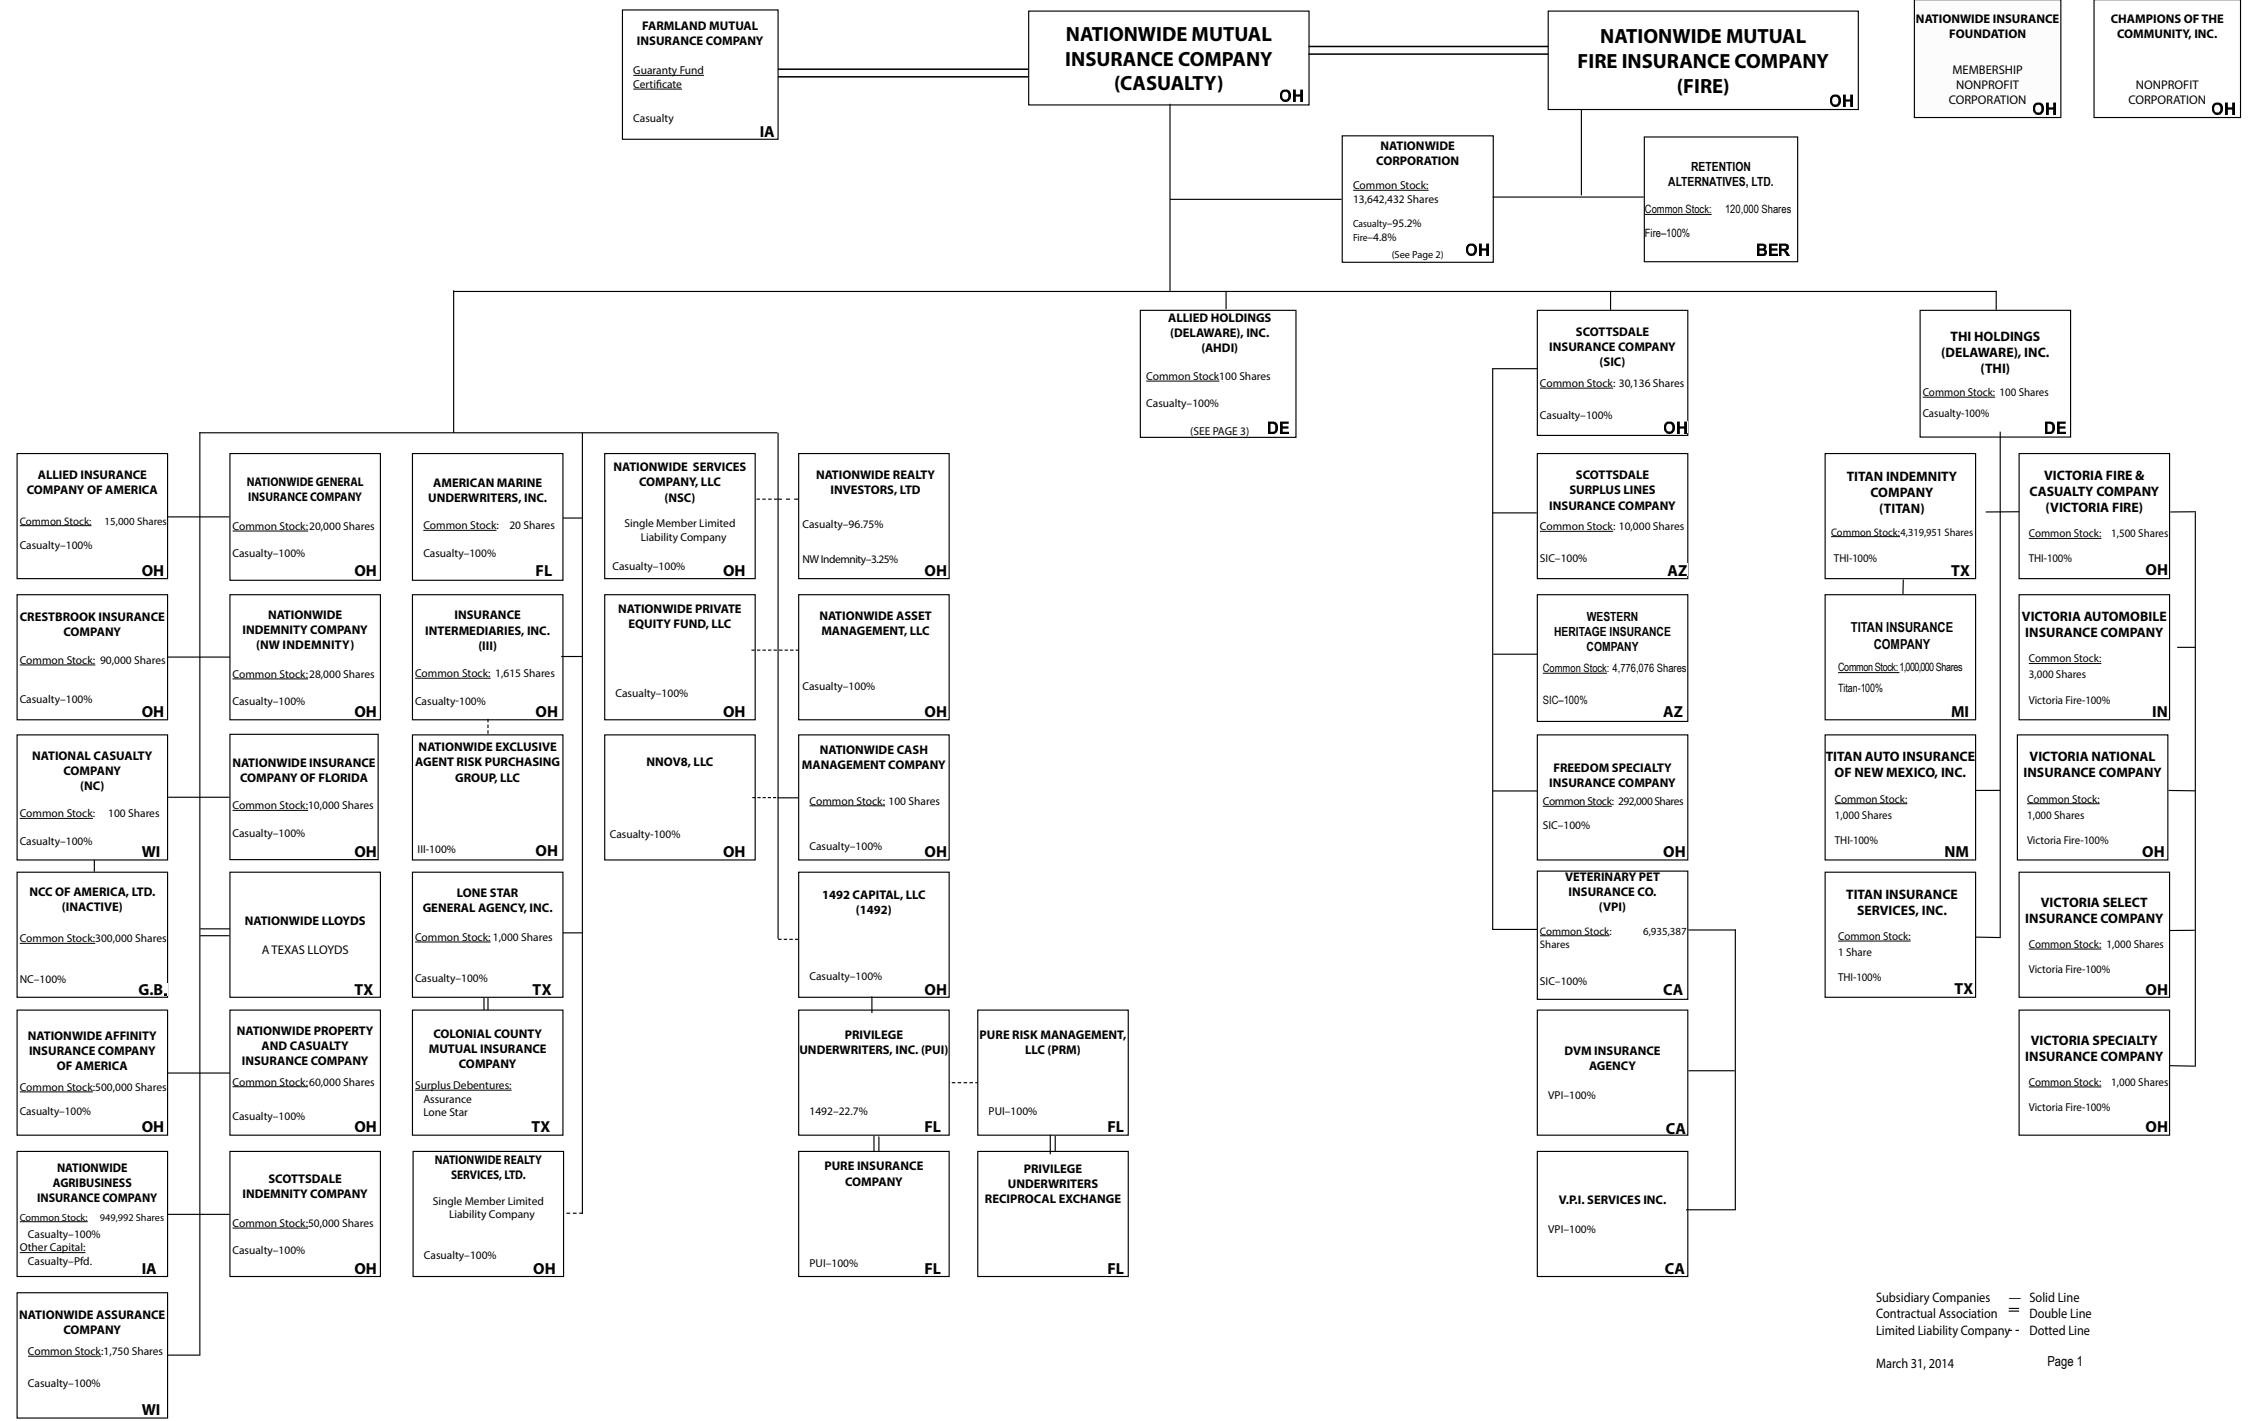 FARMLAND MUTUAL
INSURANCE COMPANY
Guaranty Fund
Certificate
Casualty
IA
NATIONWIDE MUTUAL
INSURANCE COMPANY
(CASUALTY)
OH
NATIONWIDE MUTUAL
FIRE INSURANCE COMPANY
(FIRE)
OH
NATIONWIDE INSURANCE
FOUNDATION
MEMBERSHIP
NONPROFIT
CORPORATION
OH
CHAMPIONS OF THE
COMMUNITY, INC.
NONPROFIT
CORPORATION
OH
NATIONWIDE
CORPORATION
Common Stock:
13,642,432 Shares
Casualty–95.2%
Fire–4.8%
(See Page 2)
OH
RETENTION
ALTERNATIVES, LTD.
Common Stock: 120,000 Shares
Fire–100%
BER
ALLIED HOLDINGS
(DELAWARE), INC.
(AHDI)
Common Stock100 Shares
Casualty–100%
(SEE PAGE 3)
DE
SCOTTSDALE
INSURANCE COMPANY
(SIC)
Common Stock: 30,136 Shares
Casualty–100%
OH
THI HOLDINGS
(DELAWARE), INC.
(THI)
Common Stock: 100 Shares
Casualty-100%
DE
ALLIED INSURANCE
COMPANY OF AMERICA
Common Stock: 15,000 Shares
Casualty–100%
OH
NATIONWIDE GENERAL
INSURANCE COMPANY
Common Stock:20,000 Shares
Casualty–100%
OH
AMERICAN MARINE
UNDERWRITERS, INC.
Common Stock: 20 Shares
Casualty–100%
FL
NATIONWIDE SERVICES
COMPANY, LLC
(NSC)
Single Member Limited
Liability Company
Casualty–100%
OH
NATIONWIDE REALTY
INVESTORS, LTD
Casualty–96.75%
NW Indemnity–3.25%
OH
SCOTTSDALE
SURPLUS LINES
INSURANCE COMPANY
Common Stock: 10,000 Shares
SIC–100%
AZ
TITAN INDEMNITY
COMPANY
(TITAN)
Common Stock:4,319,951 Shares
THI-100%
TX
VICTORIA FIRE &
CASUALTY COMPANY
(VICTORIA FIRE)
Common Stock: 1,500 Shares
THI-100%
OH
CRESTBROOK INSURANCE
COMPANY
Common Stock: 90,000 Shares
Casualty–100%
OH
NATIONWIDE
INDEMNITY COMPANY
(NW INDEMNITY)
Common Stock:28,000 Shares
Casualty–100%
OH
INSURANCE
INTERMEDIARIES, INC.
(III)
Common Stock: 1,615 Shares
Casualty-100%
OH
NATIONWIDE PRIVATE
EQUITY FUND, LLC
Casualty–100%
OH
NATIONWIDE ASSET
MANAGEMENT, LLC
Casualty–100%
OH
WESTERN
HERITAGE INSURANCE
COMPANY
Common Stock: 4,776,076 Shares
SIC–100%
AZ
TITAN INSURANCE
COMPANY
Common Stock: 1,000,000 Shares
Titan-100%
MI
VICTORIA AUTOMOBILE
INSURANCE COMPANY
Common Stock:
3,000 Shares
Victoria Fire-100%
IN
NATIONAL CASUALTY
COMPANY
(NC)
Common Stock: 100 Shares
Casualty–100%
WI
NATIONWIDE INSURANCE
COMPANY OF FLORIDA
Common Stock:10,000 Shares
Casualty–100%
OH
NATIONWIDE EXCLUSIVE
AGENT RISK PURCHASING
GROUP, LLC
III-100%
OH
NNOV8, LLC
Casualty-100%
OH
NATIONWIDE CASH
MANAGEMENT COMPANY
Common Stock: 100 Shares
Casualty–100%
OH
FREEDOM SPECIALTY
INSURANCE COMPANY
Common Stock: 292,000 Shares
SIC–100%
OH
TITAN AUTO INSURANCE
OF NEW MEXICO, INC.
Common Stock:
1,000 Shares
THI-100%
NM
VICTORIA NATIONAL
INSURANCE COMPANY
Common Stock:
1,000 Shares
Victoria Fire-100%
OH
NCC OF AMERICA, LTD.
(INACTIVE)
Common Stock:300,000 Shares
NC–100%
G.B.
NATIONWIDE LLOYDS
A TEXAS LLOYDS
TX
LONE STAR
GENERAL AGENCY, INC.
Common Stock: 1,000 Shares
Casualty–100%
TX
1492 CAPITAL, LLC
(1492)
Casualty–100%
OH
VETERINARY PET
INSURANCE CO.
(VPI)
Common Stock: 6,935,387
Shares
SIC–100%
CA
TITAN INSURANCE
SERVICES, INC.
Common Stock:
1 Share
THI-100%
TX
VICTORIA SELECT
INSURANCE COMPANY
Common Stock: 1,000 Shares
Victoria Fire-100%
OH
NATIONWIDE AFFINITY
INSURANCE COMPANY
OF AMERICA
Common Stock:500,000 Shares
Casualty–100%
OH
NATIONWIDE PROPERTY
AND CASUALTY
INSURANCE COMPANY
Common Stock:60,000 Shares
Casualty–100%
OH
COLONIAL COUNTY
MUTUAL INSURANCE
COMPANY
Surplus Debentures:
Assurance
Lone Star
TX
PRIVILEGE
UNDERWRITERS, INC. (PUI)
1492–22.7%
FL
PURE RISK MANAGEMENT,
LLC (PRM)
PUI–100%
FL
DVM INSURANCE
AGENCY
VPI–100%
CA
VICTORIA SPECIALTY
INSURANCE COMPANY
Common Stock: 1,000 Shares
Victoria Fire-100%
OH
NATIONWIDE
AGRIBUSINESS
INSURANCE COMPANY
Common Stock: 949,992 Shares
Casualty–100%
Other Capital:
Casualty–Pfd.
IA
SCOTTSDALE
INDEMNITY COMPANY
Common Stock:50,000 Shares
Casualty–100%
OH
NATIONWIDE REALTY
SERVICES, LTD.
Single Member Limited
Liability Company
Casualty–100%
OH
PURE INSURANCE
COMPANY
PUI–100%
FL
PRIVILEGE
UNDERWRITERS
RECIPROCAL EXCHANGE
FL
V.P.I. SERVICES INC.
VPI–100%
CA
NATIONWIDE ASSURANCE
COMPANY
Common Stock:1,750 Shares
Casualty–100%
WI
Subsidiary Companies — Solid Line
Contractual Association = Double Line
Limited Liability Company- - Dotted Line
March 31, 2014 Page 1